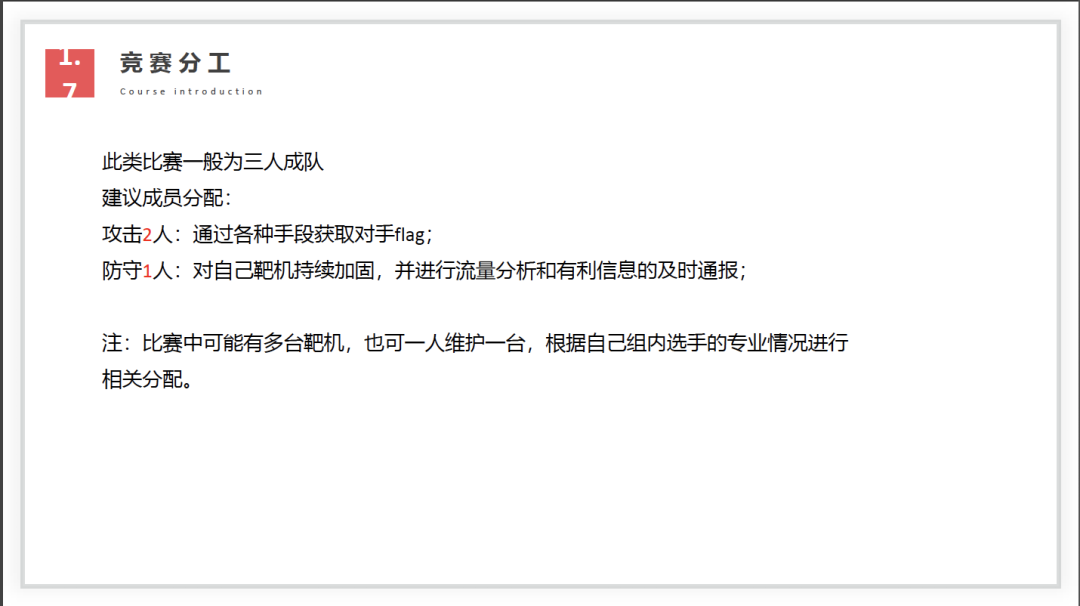 1.
7
竞赛分工
Course introduction
此类比赛一般为三人成队
建议成员分配：
攻击2人：通过各种手段获取对手flag；
防守1人：对自己靶机持续加固，并进行流量分析和有利信息的及时通报；
注：比赛中可能有多台靶机，也可一人维护一台，根据自己组内选手的专业情况进行
相关分配。